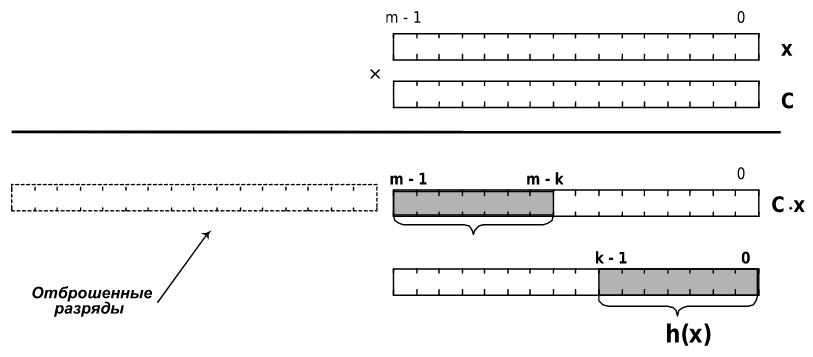 m - 1 0
x
×
C
m - 1 m - k 0
C·x
k - 1 0
Отброшенные
разряды
h(x)